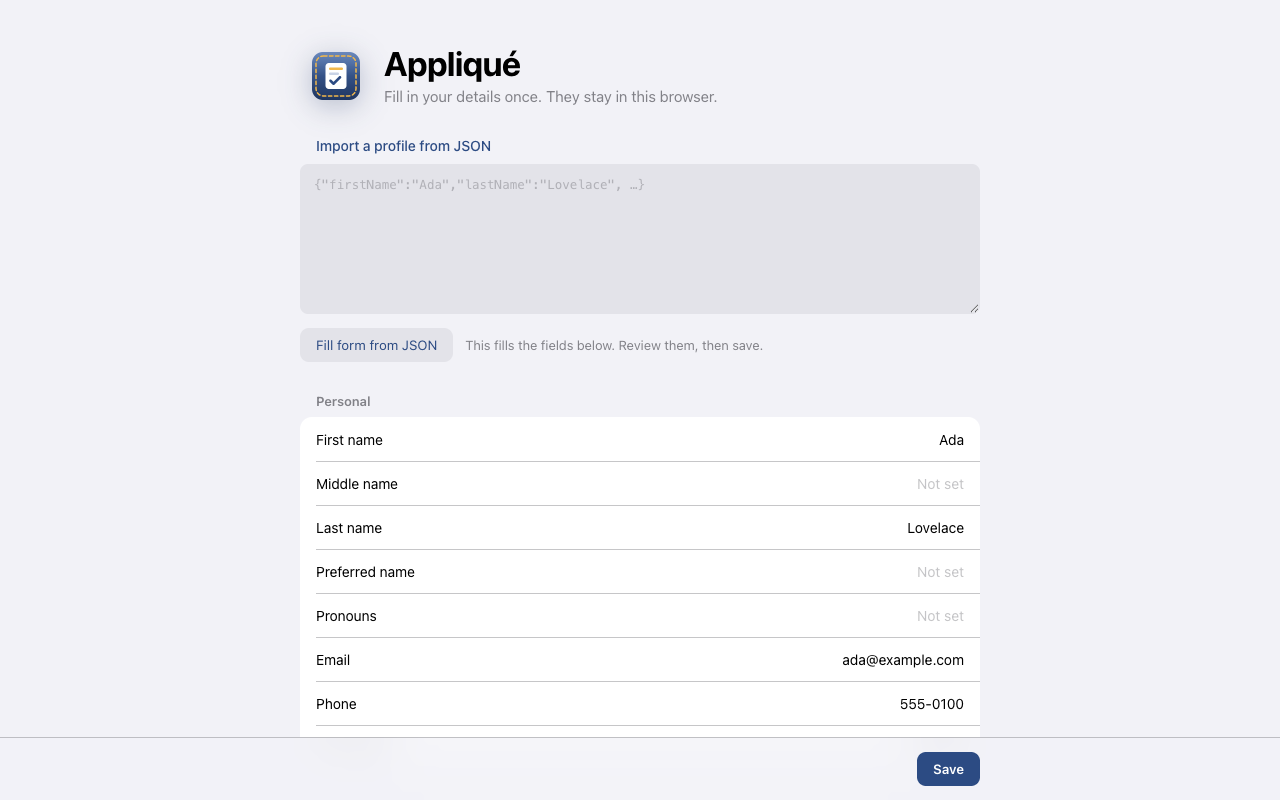 Appliqué
Fill in your details once. They stay in this browser.
Import a profile from JSON
{"firstName":"Ada","lastName":"Lovelace", …}
Fill form from JSON
This fills the fields below. Review them, then save.
Personal
First name Ada
Middle name Not set
Last name Lovelace
Preferred name Not set
Pronouns Not set
Email ada@example.com
Phone 555-0100
Save